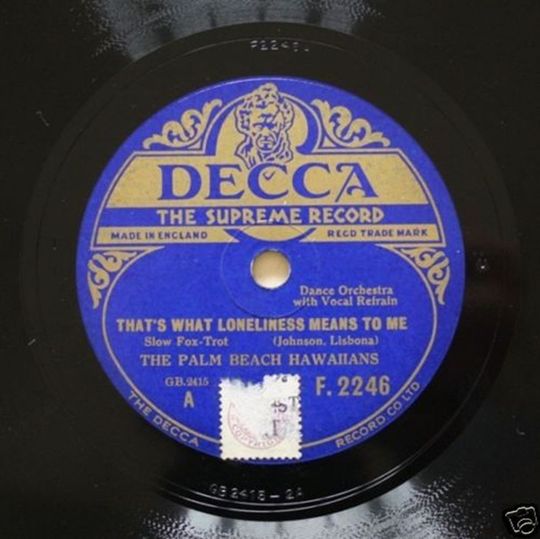 DECCA
THE SUPREME RECORD
MADE IN ENGLAND REGD TRADE MARK
Dance Orchestra
with Vocal Refrain
THAT'S WHAT LONELINESS MEANS TO ME
Slow Fox-Trot (Johnson, Lisbona)
THE PALM BEACH HAWAIIANS
GB.2415
A F. 2246
THE DECCA RECORD CO LTD